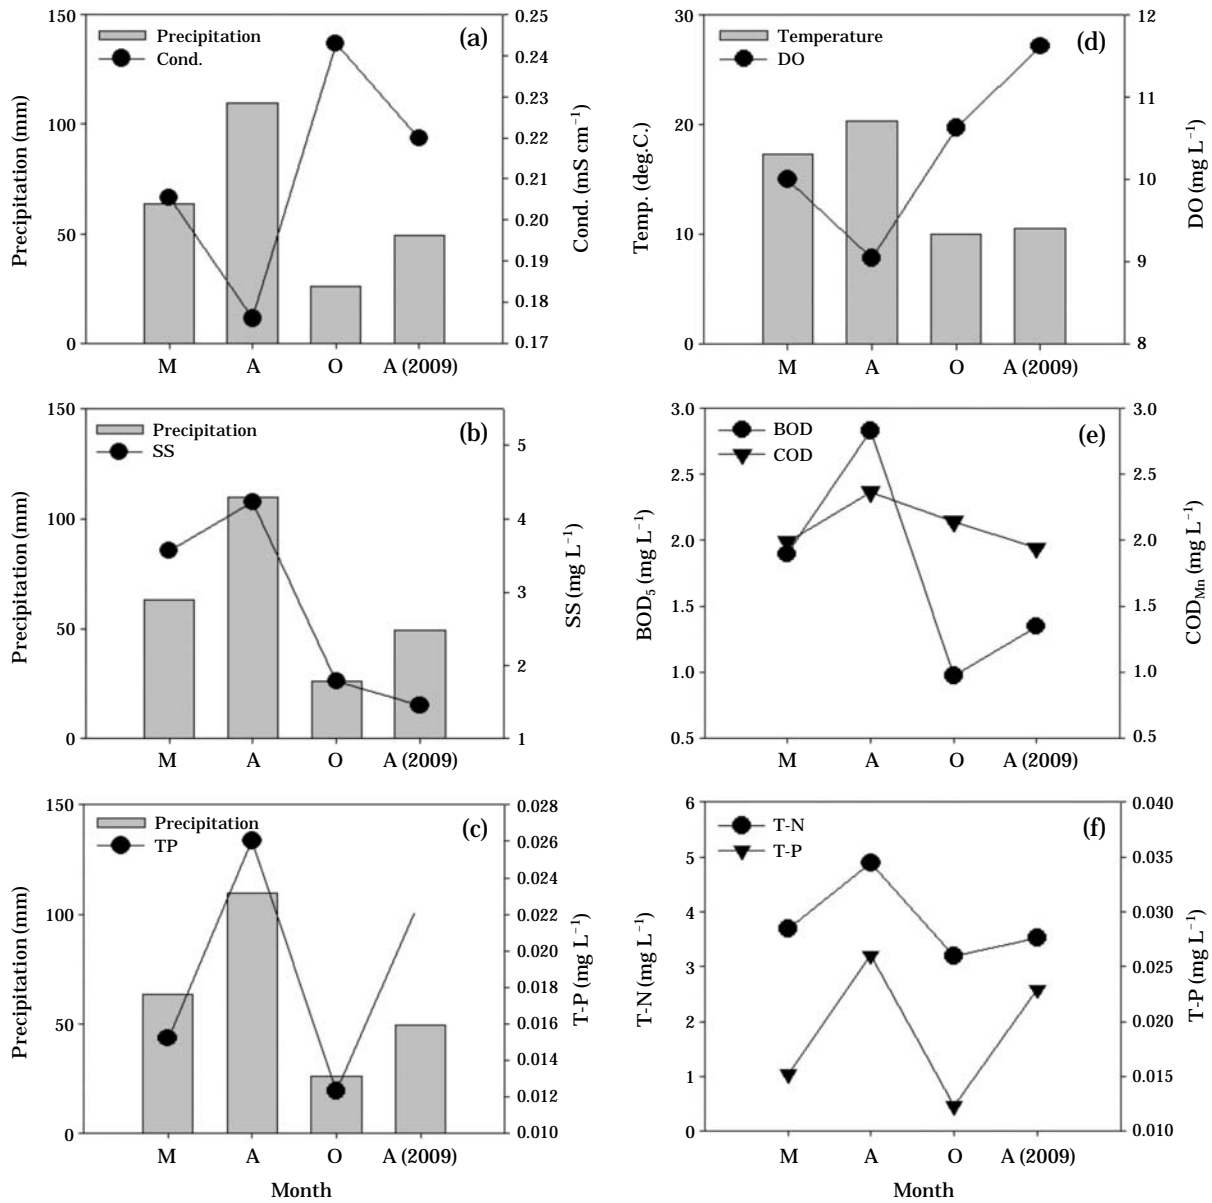 (a)
Precipitation
Cond.
150
100
50
0
Precipitation (mm)
0.25
0.24
0.23
0.22
0.21
0.20
0.19
0.18
0.17
Cond. (mS cm⁻¹)
M A O A (2009)
(d)
Temperature
DO
30
20
10
0
Temp. (deg.C.)
12
11
10
9
8
DO (mg L⁻¹)
M A O A (2009)
(b)
Precipitation
SS
150
100
50
0
Precipitation (mm)
5
4
3
2
1
SS (mg L⁻¹)
M A O A (2009)
(e)
BOD
COD
3.0
2.5
2.0
1.5
1.0
0.5
BOD₅ (mg L⁻¹)
3.0
2.5
2.0
1.5
1.0
0.5
COD_Mn (mg L⁻¹)
M A O A (2009)
(c)
Precipitation
TP
150
100
50
0
Precipitation (mm)
0.028
0.026
0.024
0.022
0.020
0.018
0.016
0.014
0.012
0.010
T-P (mg L⁻¹)
M A O A (2009)
Month
(f)
T-N
T-P
6
5
4
3
2
1
0
T-N (mg L⁻¹)
0.040
0.035
0.030
0.025
0.020
0.015
0.010
T-P (mg L⁻¹)
M A O A (2009)
Month